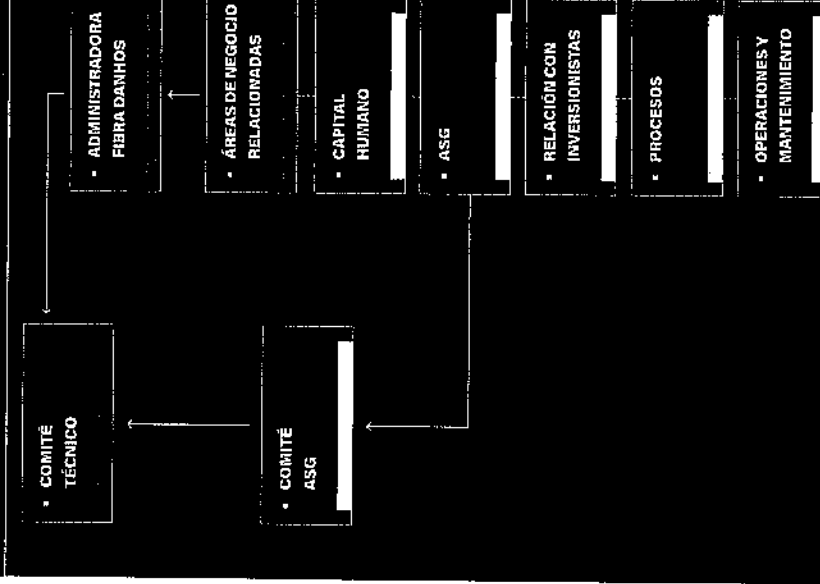 COMITÉ
TÉCNICO
ADMINISTRADORA
FIBRA DANHOS
ÁREAS DE NEGOCIO
RELACIONADAS
COMITÉ
ASG
CAPITAL
HUMANO
ASG
RELACIÓN CON
INVERSIONISTAS
PROCESOS
OPERACIONES Y
MANTENIMIENTO